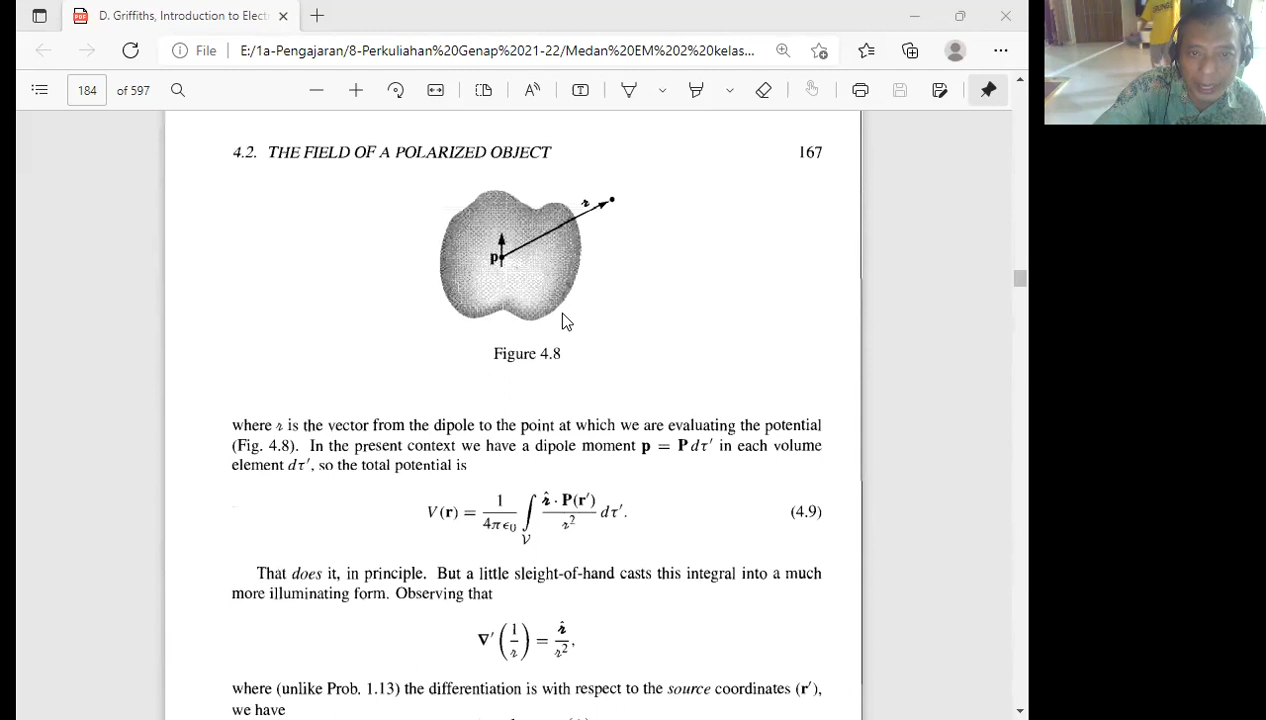 D. Griffiths, Introduction to Elect
File
E:/1a-Pengajaran/8-Perkuliahan%20Genap%2021-22/Medan%20EM%202%20kelas...
184 of 597
4.2. THE FIELD OF A POLARIZED OBJECT 167
𝓇
p
Figure 4.8
where 𝓇 is the vector from the dipole to the point at which we are evaluating the potential
(Fig. 4.8). In the present context we have a dipole moment p = P dτ′ in each volume
element dτ′, so the total potential is
V(r) = 1/(4πϵ₀) ∫_V (𝓇̂ · P(r′))/𝓇² dτ′. (4.9)
That does it, in principle. But a little sleight-of-hand casts this integral into a much
more illuminating form. Observing that
∇′(1/𝓇) = 𝓇̂/𝓇²,
where (unlike Prob. 1.13) the differentiation is with respect to the source coordinates (r′),
we have